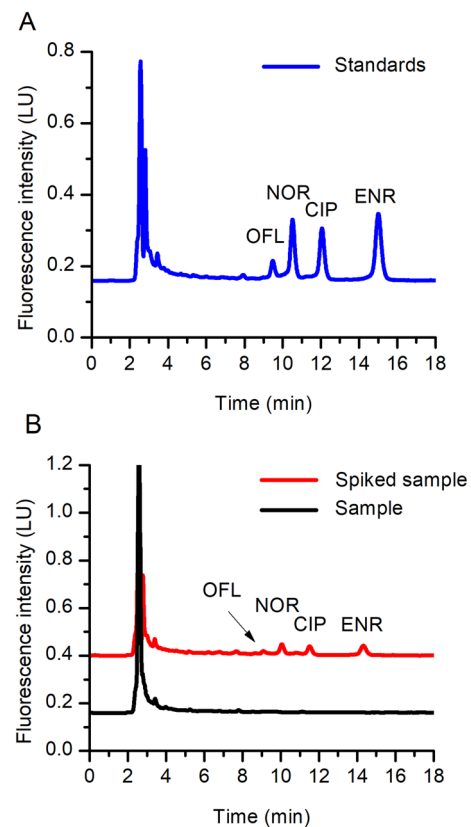 A
Standards
Fluorescence intensity (LU)
0.8
0.6
0.4
0.2
0.0
OFL
NOR
CIP
ENR
0 2 4 6 8 10 12 14 16 18
Time (min)
B
Spiked sample
Sample
Fluorescence intensity (LU)
1.2
1.0
0.8
0.6
0.4
0.2
0.0
OFL
NOR
CIP
ENR
0 2 4 6 8 10 12 14 16 18
Time (min)